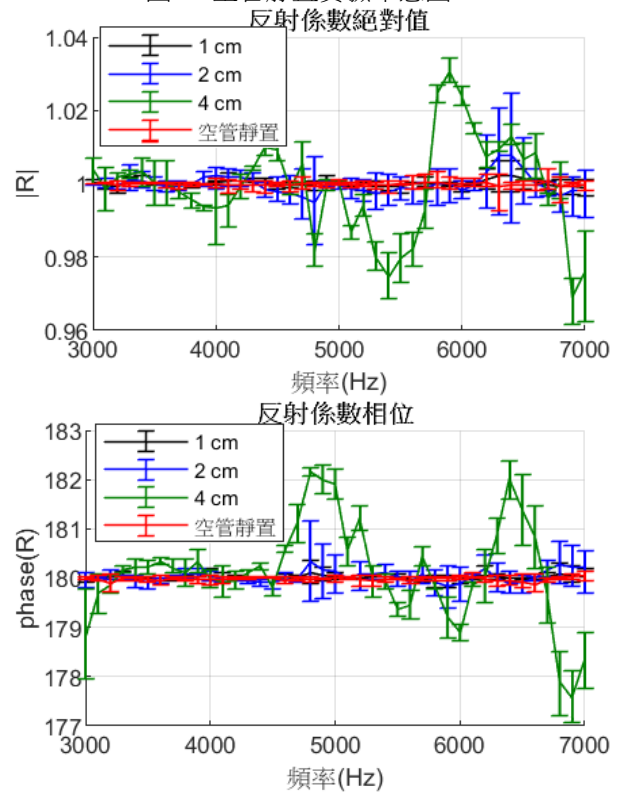 反射係數絕對值
1.04
1.02
1
0.98
0.96
|R|
1 cm
2 cm
4 cm
空管靜置
3000 4000 5000 6000 7000
頻率(Hz)
反射係數相位
183
182
181
180
179
178
177
phase(R)
1 cm
2 cm
4 cm
空管靜置
3000 4000 5000 6000 7000
頻率(Hz)